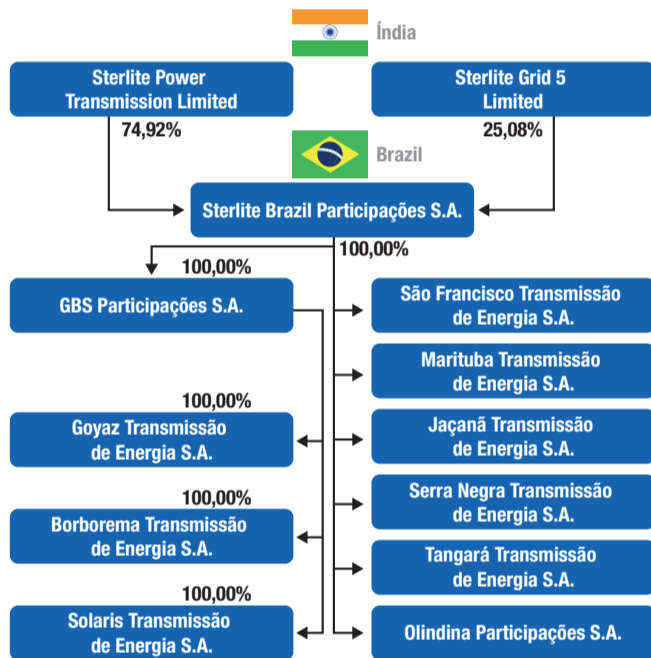 Índia
Sterlite Power
Transmission Limited
Sterlite Grid 5
Limited
74,92%
25,08%
Brazil
Sterlite Brazil Participações S.A.
100,00%
100,00%
GBS Participações S.A.
São Francisco Transmissão
de Energia S.A.
Marituba Transmissão
de Energia S.A.
100,00%
Goyaz Transmissão
de Energia S.A.
Jaçanã Transmissão
de Energia S.A.
100,00%
Borborema Transmissão
de Energia S.A.
Serra Negra Transmissão
de Energia S.A.
Tangará Transmissão
de Energia S.A.
100,00%
Solaris Transmissão
de Energia S.A.
Olindina Participações S.A.